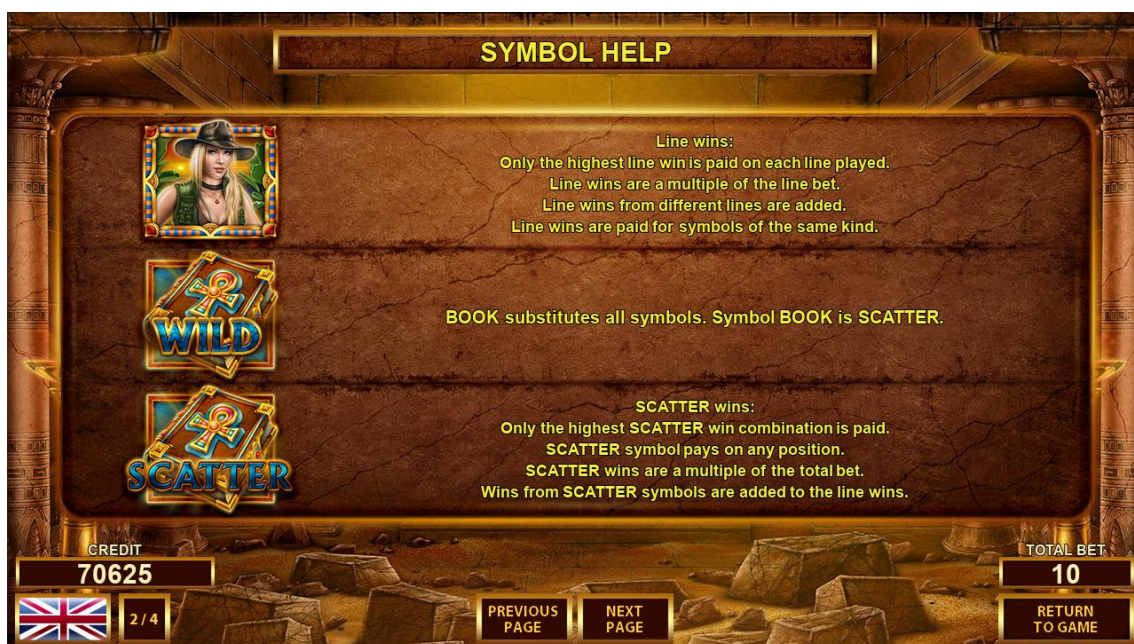 SYMBOL HELP
Line wins:
Only the highest line win is paid on each line played.
Line wins are a multiple of the line bet.
Line wins from different lines are added.
Line wins are paid for symbols of the same kind.
WILD
BOOK substitutes all symbols. Symbol BOOK is SCATTER.
SCATTER
SCATTER wins:
Only the highest SCATTER win combination is paid.
SCATTER symbol pays on any position.
SCATTER wins are a multiple of the total bet.
Wins from SCATTER symbols are added to the line wins.
CREDIT
70625
TOTAL BET
10
2/4
PREVIOUS
PAGE
NEXT
PAGE
RETURN
TO GAME